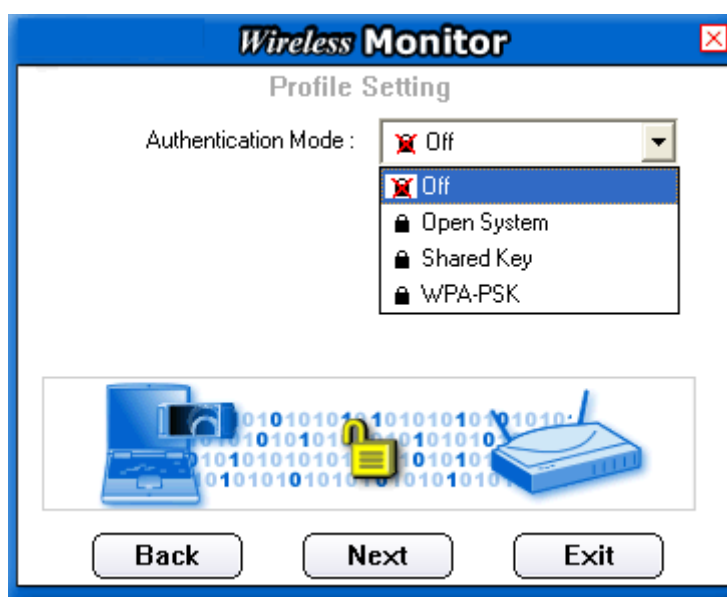 Wireless Monitor
Profile Setting
Authentication Mode : Off
Off
Open System
Shared Key
WPA-PSK
Back Next Exit